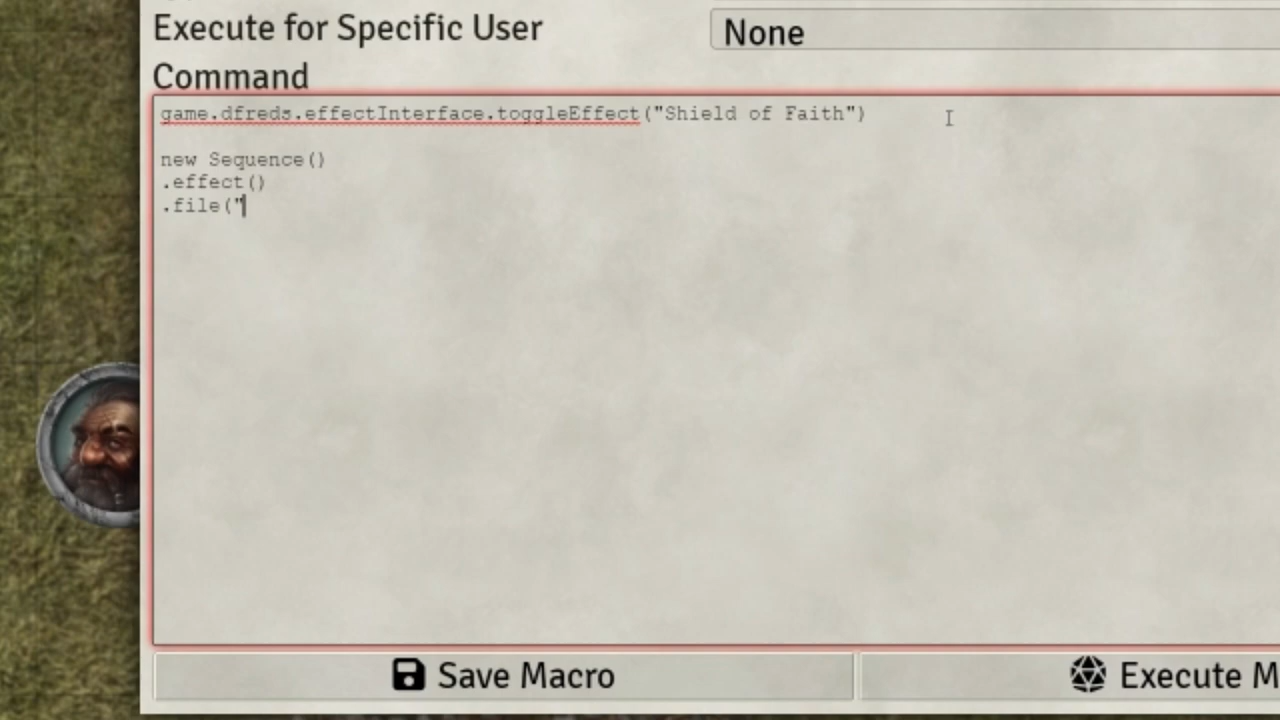 Execute for Specific User
None
Command
game.dfreds.effectInterface.toggleEffect("Shield of Faith")
new Sequence()
.effect()
.file("
Save Macro
Execute M